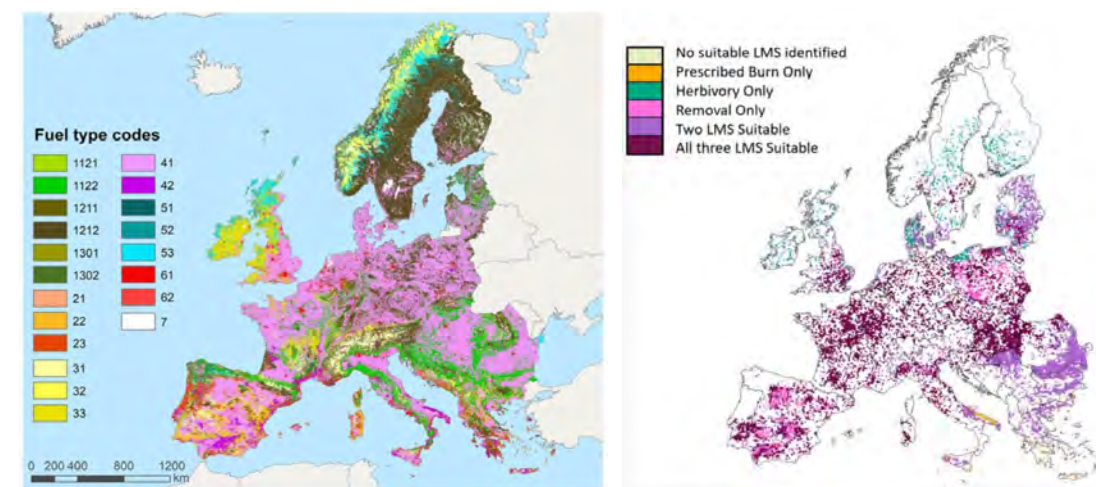 Fuel type codes
1121 41
1122 42
1211 51
1212 52
1301 53
1302 61
21 62
22 7
23
31
32
33
0 200 400 800 1200
km
No suitable LMS identified
Prescribed Burn Only
Herbivory Only
Removal Only
Two LMS Suitable
All three LMS Suitable